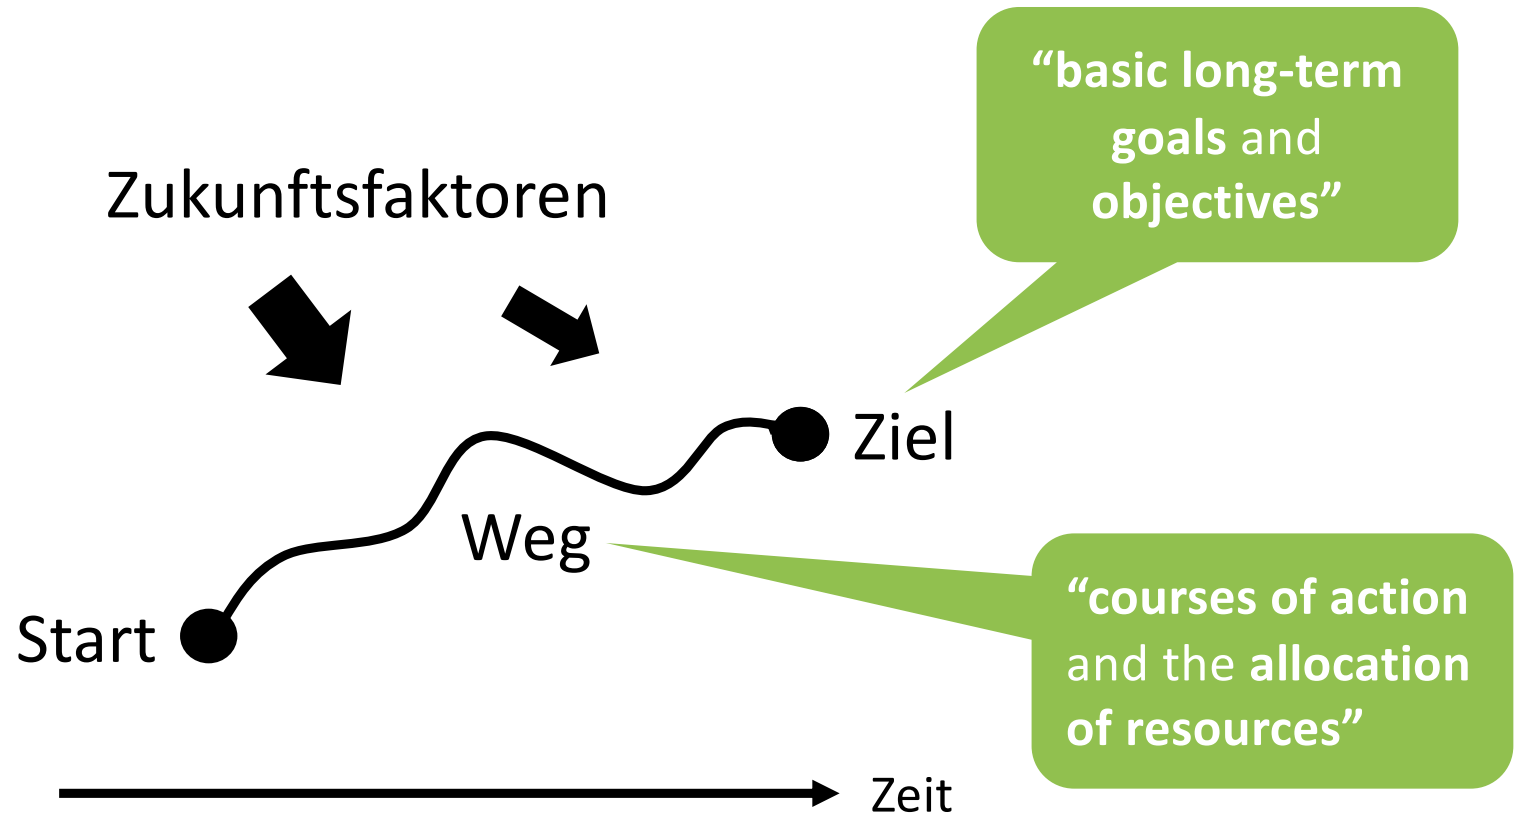 “basic long-term
goals and
objectives”
Zukunftsfaktoren
Ziel
Weg
“courses of action
and the allocation
of resources”
Start
Zeit